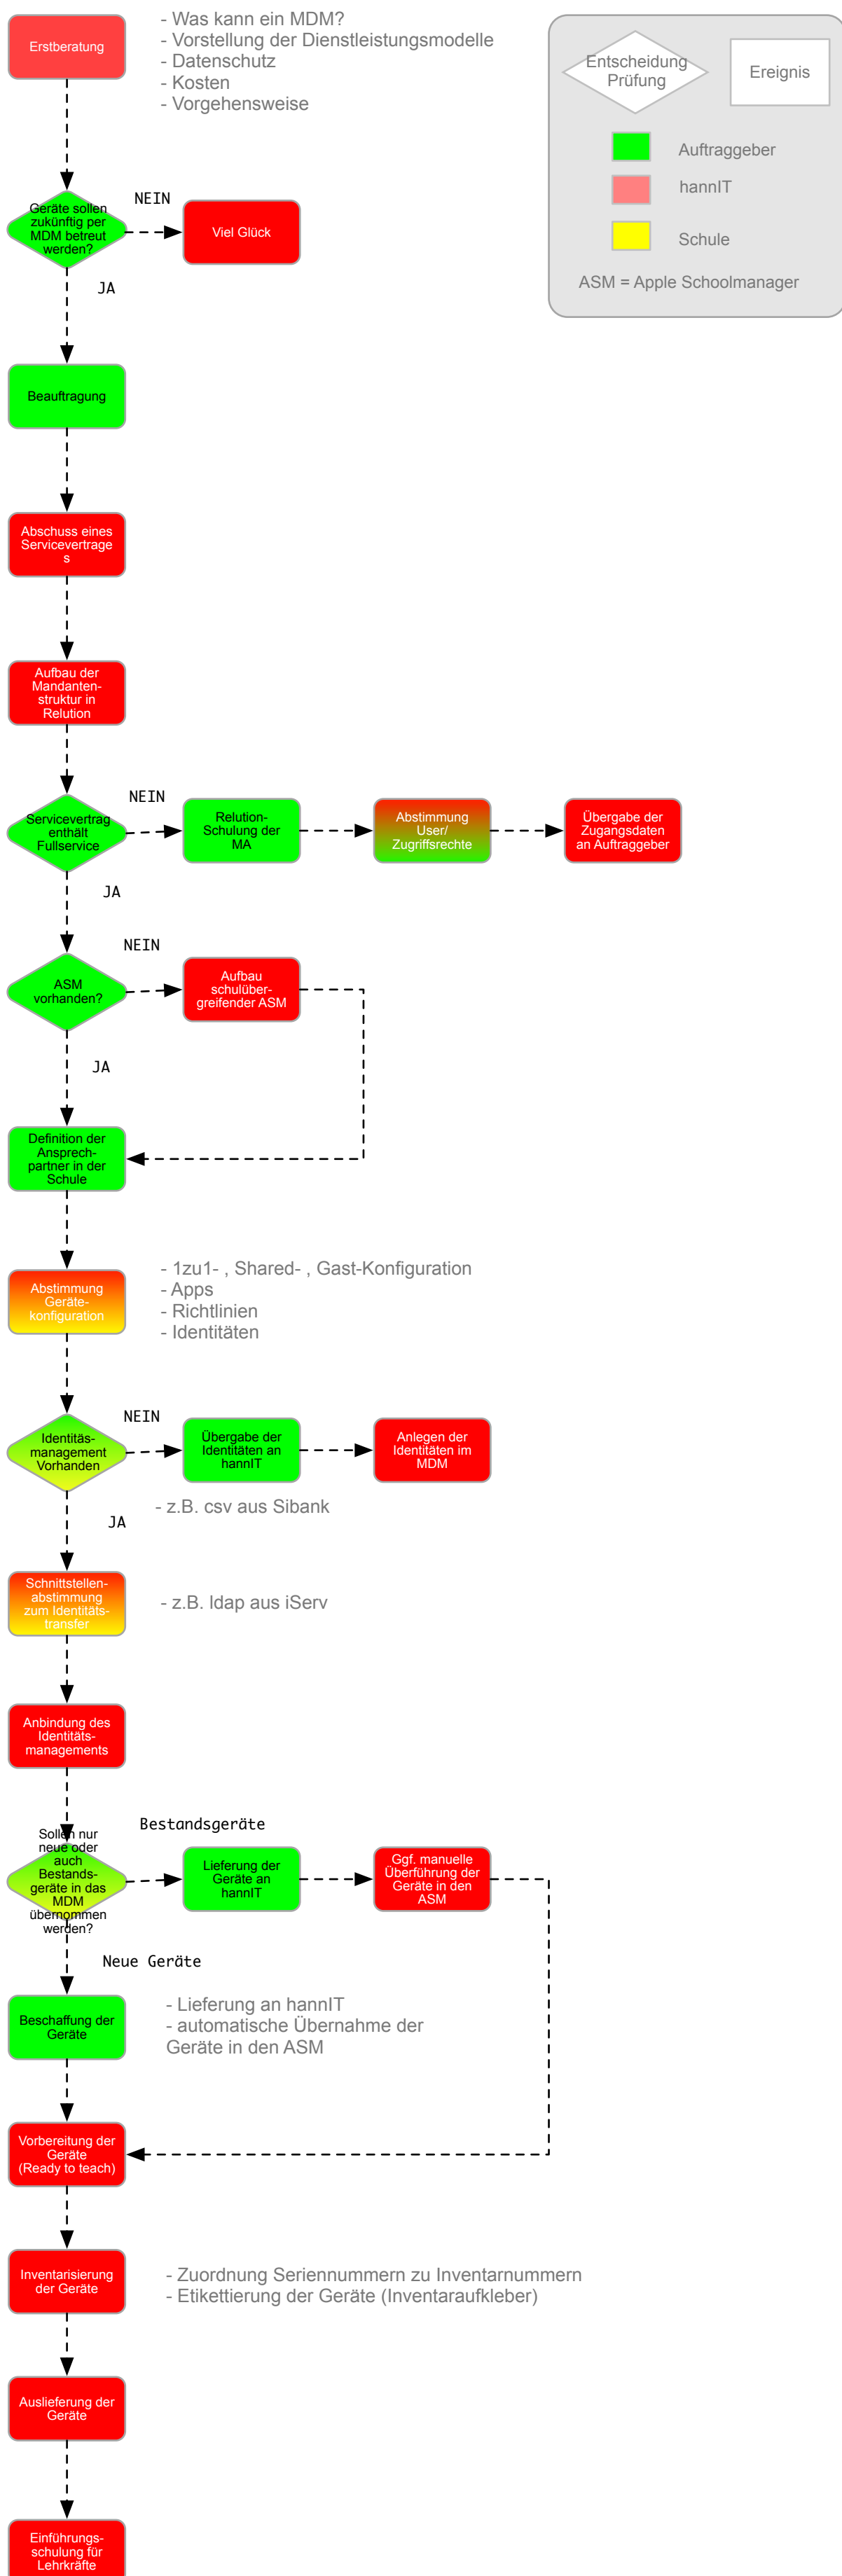 Erstberatung
- Was kann ein MDM?
- Vorstellung der Dienstleistungsmodelle
- Datenschutz
- Kosten
- Vorgehensweise
Entscheidung
Prüfung
Ereignis
Auftraggeber
hannIT
Schule
ASM = Apple Schoolmanager
Geräte sollen
zukünftig per
MDM betreut
werden?
NEIN
Viel Glück
JA
Beauftragung
Abschuss eines
Servicevertrage
s
Aufbau der
Mandanten-
struktur in
Relution
Servicevertrag
enthält
Fullservice
NEIN
Relution-
Schulung der
MA
Abstimmung
User/
Zugriffsrechte
Übergabe der
Zugangsdaten
an Auftraggeber
JA
ASM
vorhanden?
NEIN
Aufbau
schulüber-
greifender ASM
JA
Definition der
Ansprech-
partner in der
Schule
Abstimmung
Geräte-
konfiguration
- 1zu1- , Shared- , Gast-Konfiguration
- Apps
- Richtlinien
- Identitäten
Identitäs-
management
Vorhanden
NEIN
Übergabe der
Identitäten an
hannIT
Anlegen der
Identitäten im
MDM
- z.B. csv aus Sibank
JA
Schnittstellen-
abstimmung
zum Identitäts-
transfer
- z.B. ldap aus iServ
Anbindung des
Identitäts-
managements
Sollen nur
neue oder
auch
Bestands-
geräte in das
MDM
übernommen
werden?
Bestandsgeräte
Lieferung der
Geräte an
hannIT
Ggf. manuelle
Überführung der
Geräte in den
ASM
Neue Geräte
Beschaffung der
Geräte
- Lieferung an hannIT
- automatische Übernahme der
Geräte in den ASM
Vorbereitung der
Geräte
(Ready to teach)
Inventarisierung
der Geräte
- Zuordnung Seriennummern zu Inventarnummern
- Etikettierung der Geräte (Inventaraufkleber)
Auslieferung der
Geräte
Einführungs-
schulung für
Lehrkräfte